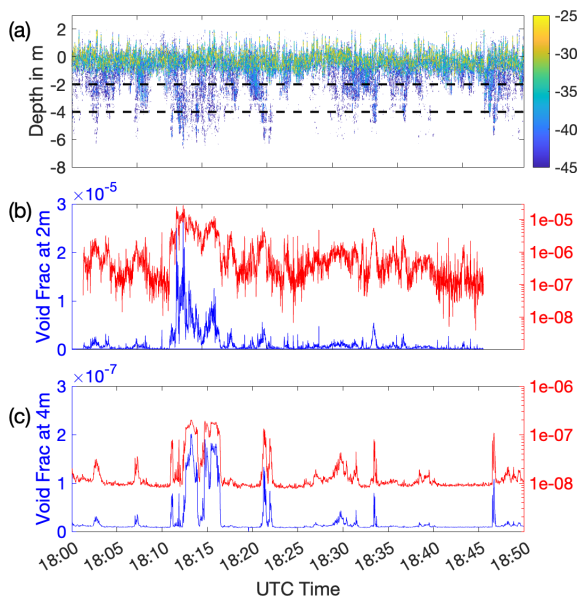 (a)
2
0
-2
-4
-6
-8
Depth in m
-25
-30
-35
-40
-45
(b)
×10⁻⁵
3
2
1
0
Void Frac at 2m
1e-05
1e-06
1e-07
1e-08
(c)
×10⁻⁷
3
2
1
0
Void Frac at 4m
1e-06
1e-07
1e-08
18:00 18:05 18:10 18:15 18:20 18:25 18:30 18:35 18:40 18:45 18:50
UTC Time